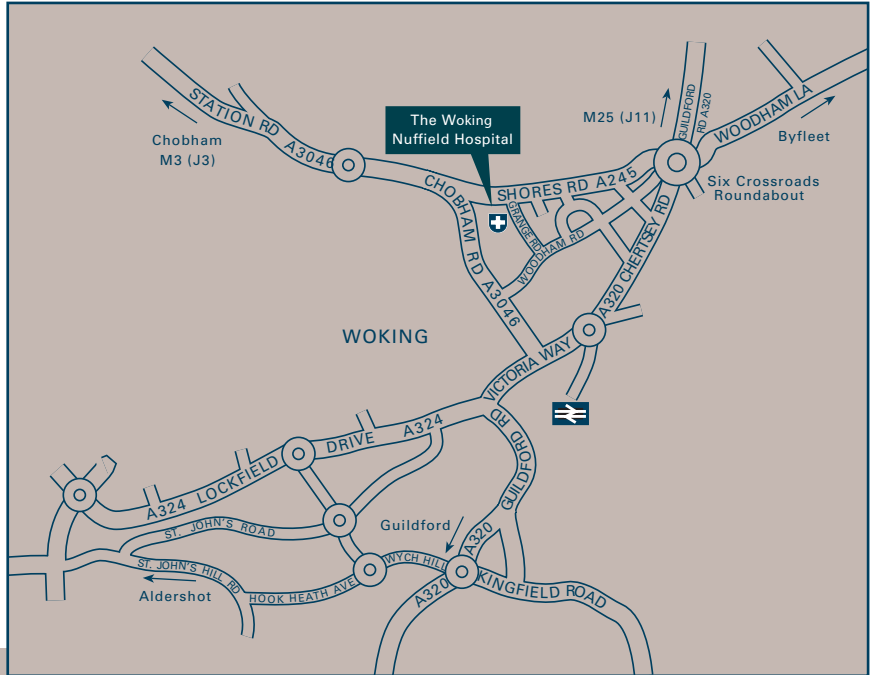 STATION RD
A3046
Chobham
M3 (J3)
The Woking
Nuffield Hospital
M25 (J11)
GUILDFORD
RD A320
WOODHAM LA
Byfleet
Six Crossroads
Roundabout
SHORES RD A245
CHOBHAM RD A3046
GRANGE RD
WOODHAM RD
A320 CHERTSEY RD
WOKING
VICTORIA WAY
GUILDFORD RD
RD
A324 LOCKFIELD
DRIVE
A324
ST. JOHN'S ROAD
Guildford
A320
WYCH HILL
ST. JOHN'S HILL RD
Aldershot
HOOK HEATH AVE
A320
KINGFIELD ROAD